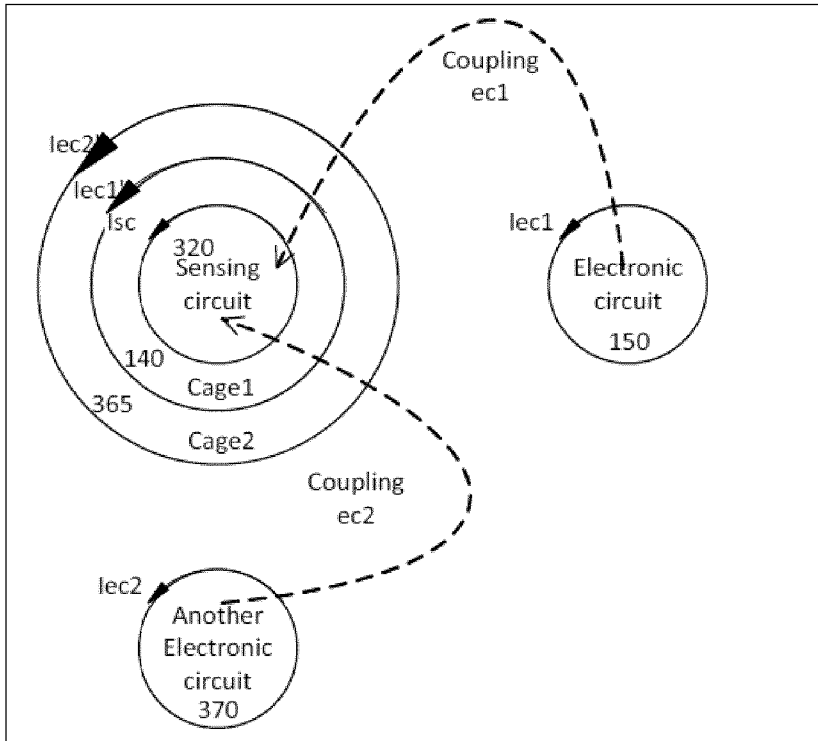 Coupling
ec1
Iec2'
Iec1'
Isc
320
Sensing
circuit
140
Cage1
365
Cage2
Iec1
Electronic
circuit
150
Coupling
ec2
Iec2
Another
Electronic
circuit
370